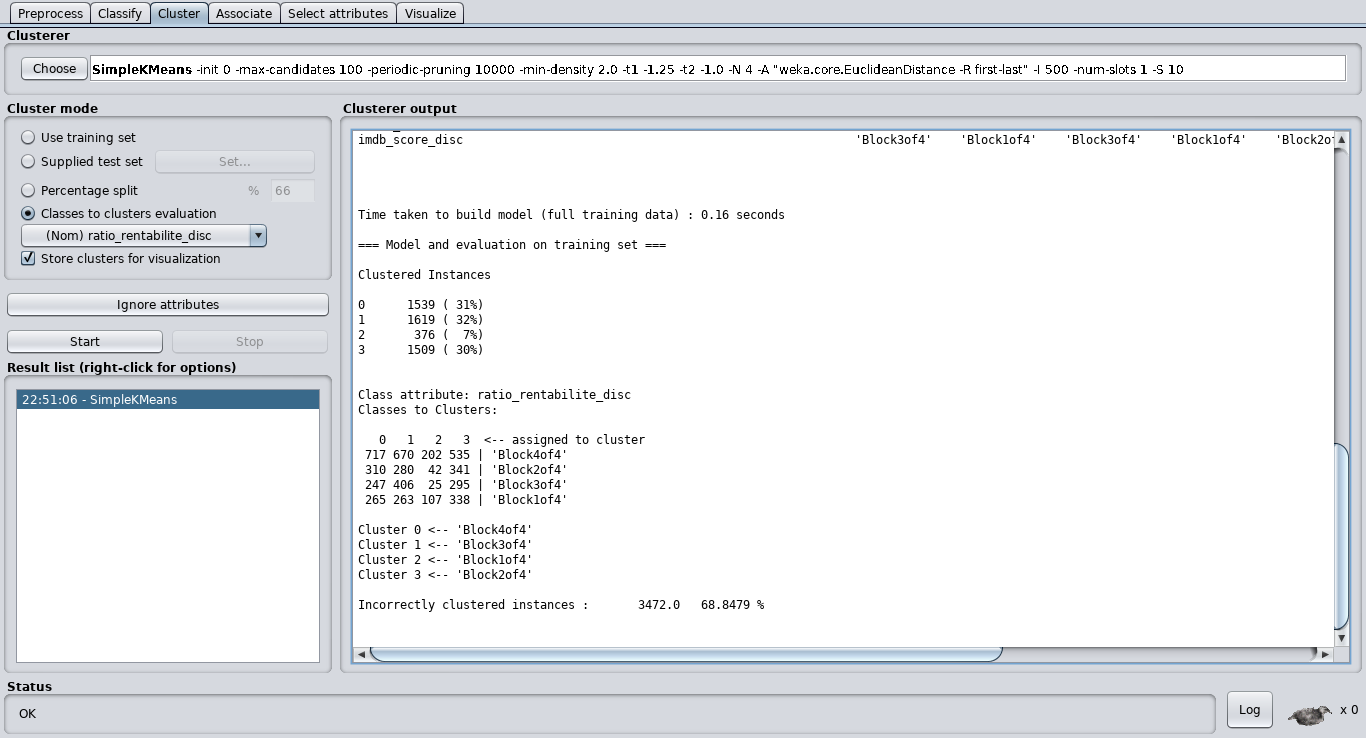 Preprocess Classify Cluster Associate Select attributes Visualize
Clusterer
Choose SimpleKMeans -init 0 -max-candidates 100 -periodic-pruning 10000 -min-density 2.0 -t1 -1.25 -t2 -1.0 -N 4 -A "weka.core.EuclideanDistance -R first-last" -I 500 -num-slots 1 -S 10
Cluster mode
Use training set
Supplied test set Set...
Percentage split % 66
Classes to clusters evaluation
(Nom) ratio_rentabilite_disc
Store clusters for visualization
Ignore attributes
Start Stop
Result list (right-click for options)
22:51:06 - SimpleKMeans
Clusterer output
imdb_score_disc 'Block3of4' 'Block1of4' 'Block3of4' 'Block1of4' 'Block2of
Time taken to build model (full training data) : 0.16 seconds
=== Model and evaluation on training set ===
Clustered Instances
0 1539 ( 31%)
1 1619 ( 32%)
2 376 ( 7%)
3 1509 ( 30%)
Class attribute: ratio_rentabilite_disc
Classes to Clusters:
0 1 2 3 <-- assigned to cluster
717 670 202 535 | 'Block4of4'
310 280 42 341 | 'Block2of4'
247 406 25 295 | 'Block3of4'
265 263 107 338 | 'Block1of4'
Cluster 0 <-- 'Block4of4'
Cluster 1 <-- 'Block3of4'
Cluster 2 <-- 'Block1of4'
Cluster 3 <-- 'Block2of4'
Incorrectly clustered instances : 3472.0 68.8479 %
Status
OK
Log x 0